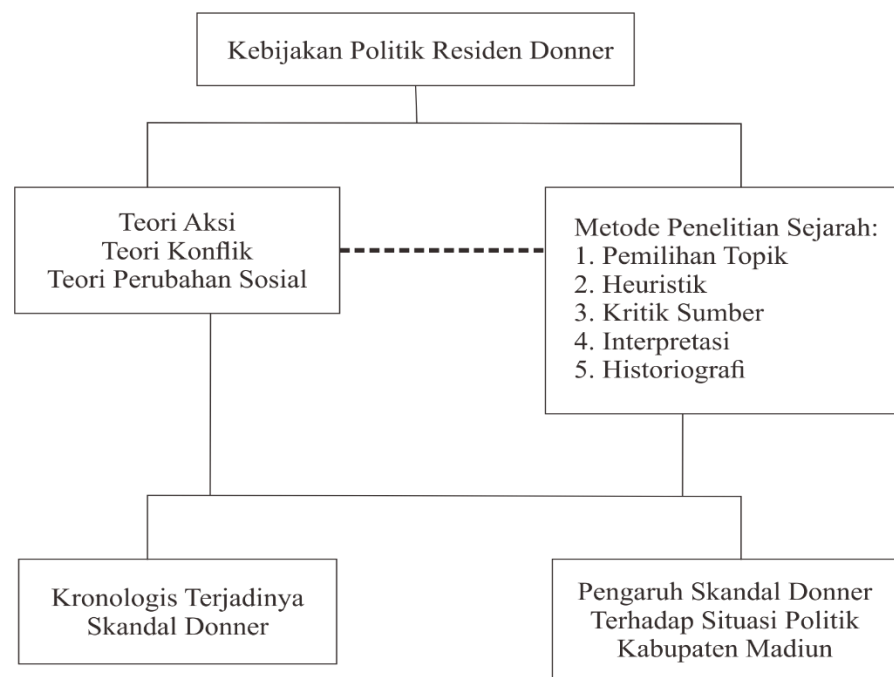 Kebijakan Politik Residen Donner
Teori Aksi
Teori Konflik
Teori Perubahan Sosial
Metode Penelitian Sejarah:
1. Pemilihan Topik
2. Heuristik
3. Kritik Sumber
4. Interpretasi
5. Historiografi
Kronologis Terjadinya
Skandal Donner
Pengaruh Skandal Donner
Terhadap Situasi Politik
Kabupaten Madiun